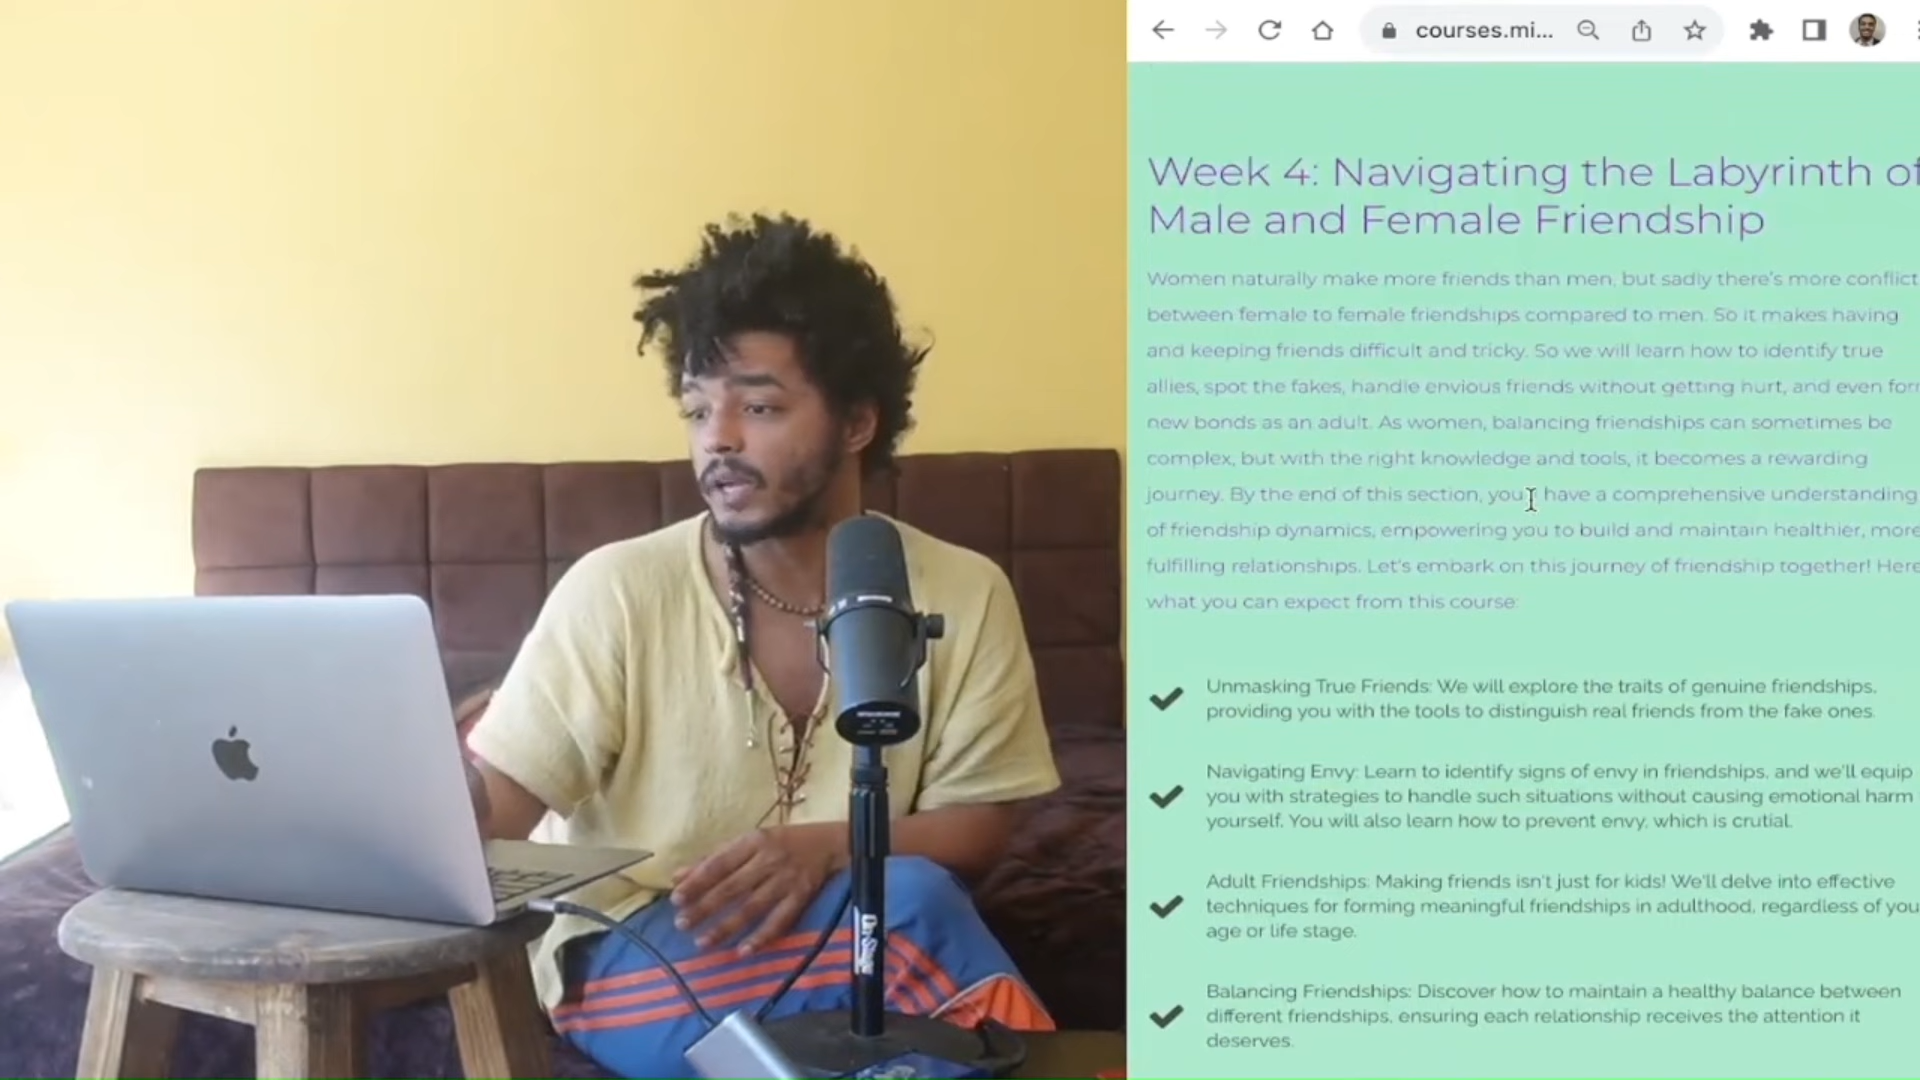 courses.mi...
Week 4: Navigating the Labyrinth of
Male and Female Friendship
Women naturally make more friends than men, but sadly there's more conflict
between female to female friendships compared to men. So it makes having
and keeping friends difficult and tricky. So we will learn how to identify true
allies, spot the fakes, handle envious friends without getting hurt, and even for
new bonds as an adult. As women, balancing friendships can sometimes be
complex, but with the right knowledge and tools, it becomes a rewarding
journey. By the end of this section, you have a comprehensive understanding
of friendship dynamics, empowering you to build and maintain healthier, more
fulfilling relationships. Let's embark on this journey of friendship together! Here
what you can expect from this course:
Unmasking True Friends: We will explore the traits of genuine friendships,
providing you with the tools to distinguish real friends from the fake ones.
Navigating Envy: Learn to identify signs of envy in friendships, and we'll equip
you with strategies to handle such situations without causing emotional harm
yourself. You will also learn how to prevent envy, which is crutial.
Adult Friendships: Making friends isn't just for kids! We'll delve into effective
techniques for forming meaningful friendships in adulthood, regardless of you
age or life stage.
Balancing Friendships: Discover how to maintain a healthy balance between
different friendships, ensuring each relationship receives the attention it
deserves.
On-Stage